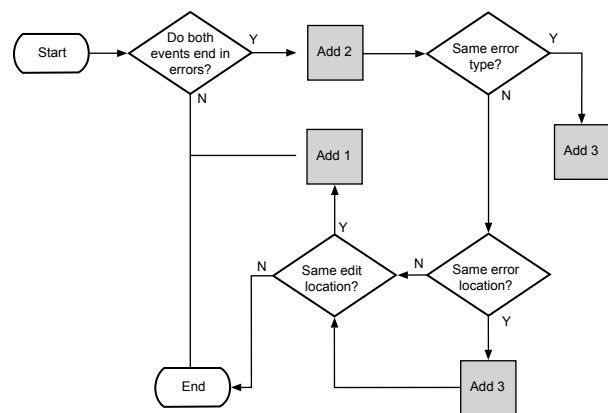 Start
Do both
events end in
errors?
Y
Add 2
Same error
type?
Y
N
N
Add 3
Add 1
Y
Same edit
location?
N
N
Same error
location?
Y
End
Add 3